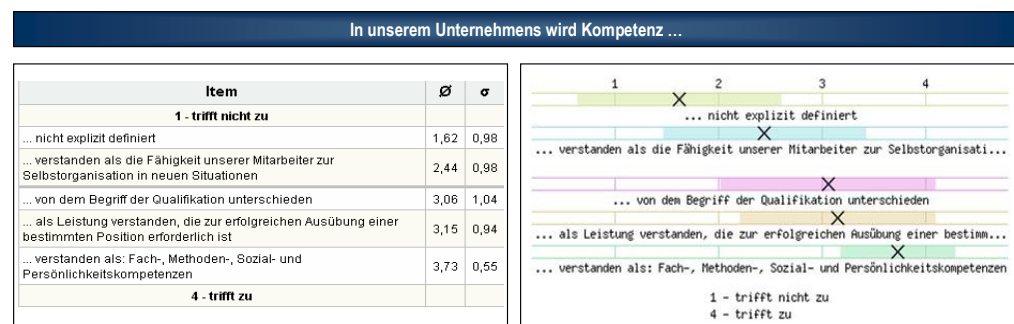 In unserem Unternehmens wird Kompetenz ...
Item Ø σ
1 - trifft nicht zu
... nicht explizit definiert 1,62 0,98
... verstanden als die Fähigkeit unserer Mitarbeiter zur
Selbstorganisation in neuen Situationen 2,44 0,98
... von dem Begriff der Qualifikation unterschieden 3,06 1,04
... als Leistung verstanden, die zur erfolgreichen Ausübung einer
bestimmten Position erforderlich ist 3,15 0,94
... verstanden als: Fach-, Methoden-, Sozial- und
Persönlichkeitskompetenzen 3,73 0,55
4 - trifft zu
1 2 3 4
... nicht explizit definiert
... verstanden als die Fähigkeit unserer Mitarbeiter zur Selbstorganisati...
... von dem Begriff der Qualifikation unterschieden
... als Leistung verstanden, die zur erfolgreichen Ausübung einer bestimm...
... verstanden als: Fach-, Methoden-, Sozial- und Persönlichkeitskompetenzen
1 - trifft nicht zu
4 - trifft zu